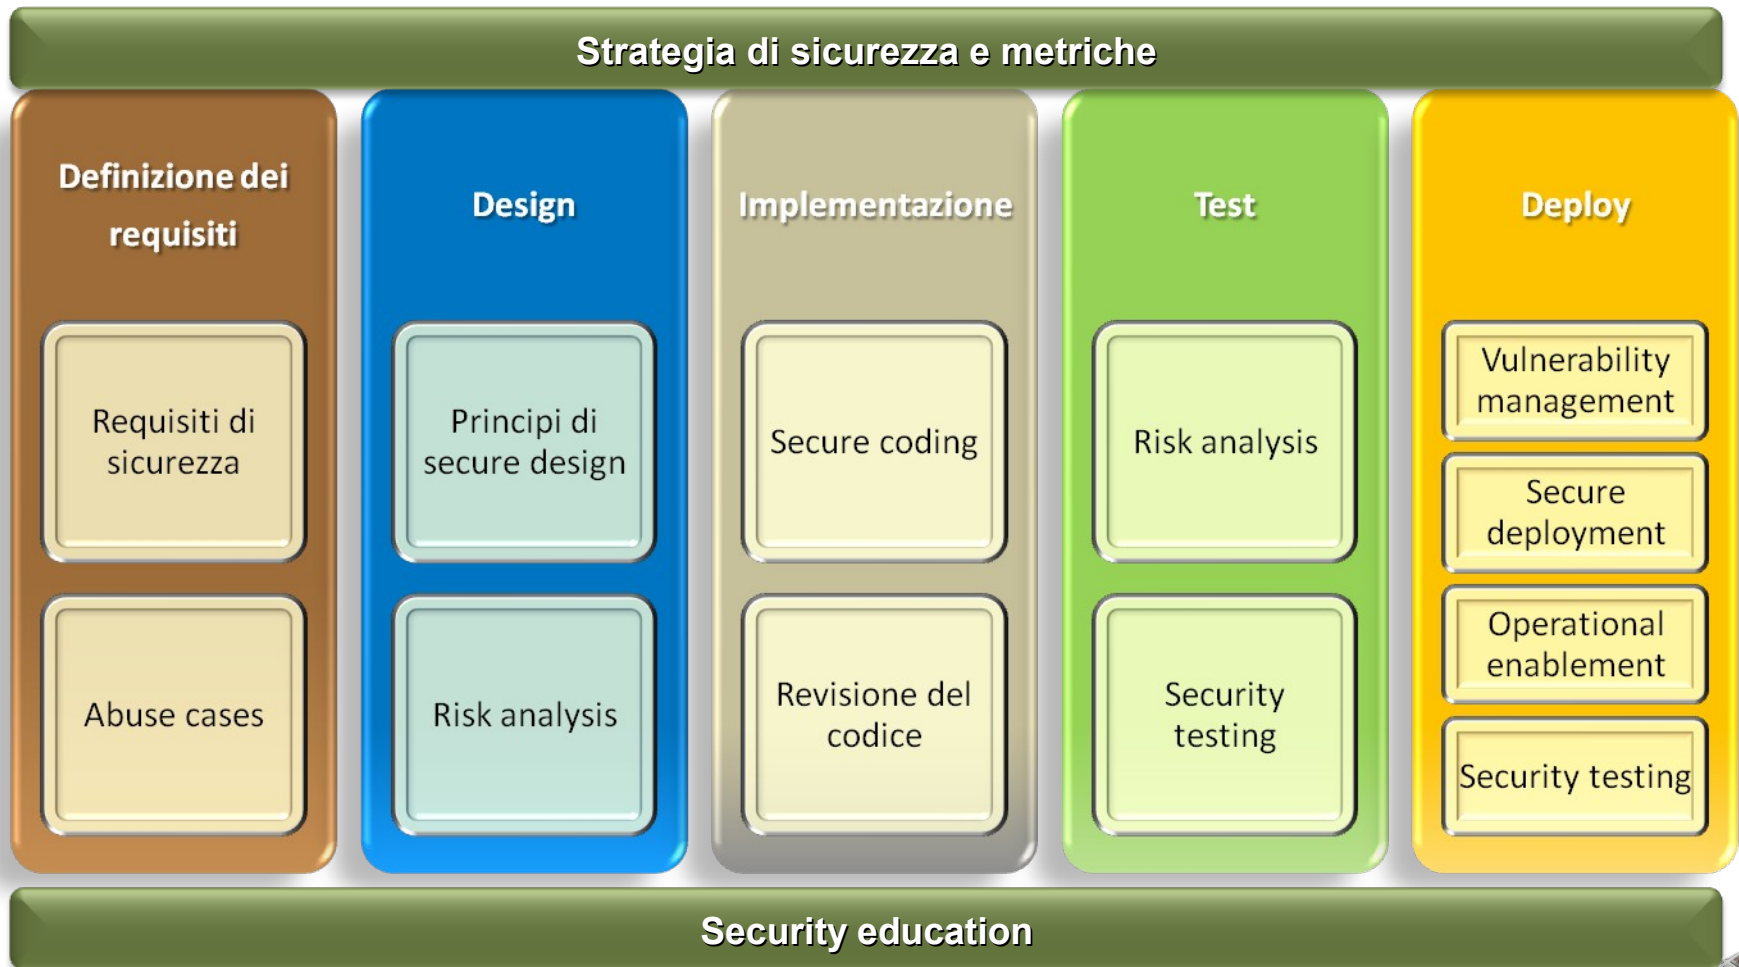 Strategia di sicurezza e metriche
Definizione dei
requisiti
Requisiti di
sicurezza
Abuse cases
Design
Principi di
secure design
Risk analysis
Implementazione
Secure coding
Revisione del
codice
Test
Risk analysis
Security
testing
Deploy
Vulnerability
management
Secure
deployment
Operational
enablement
Security testing
Security education